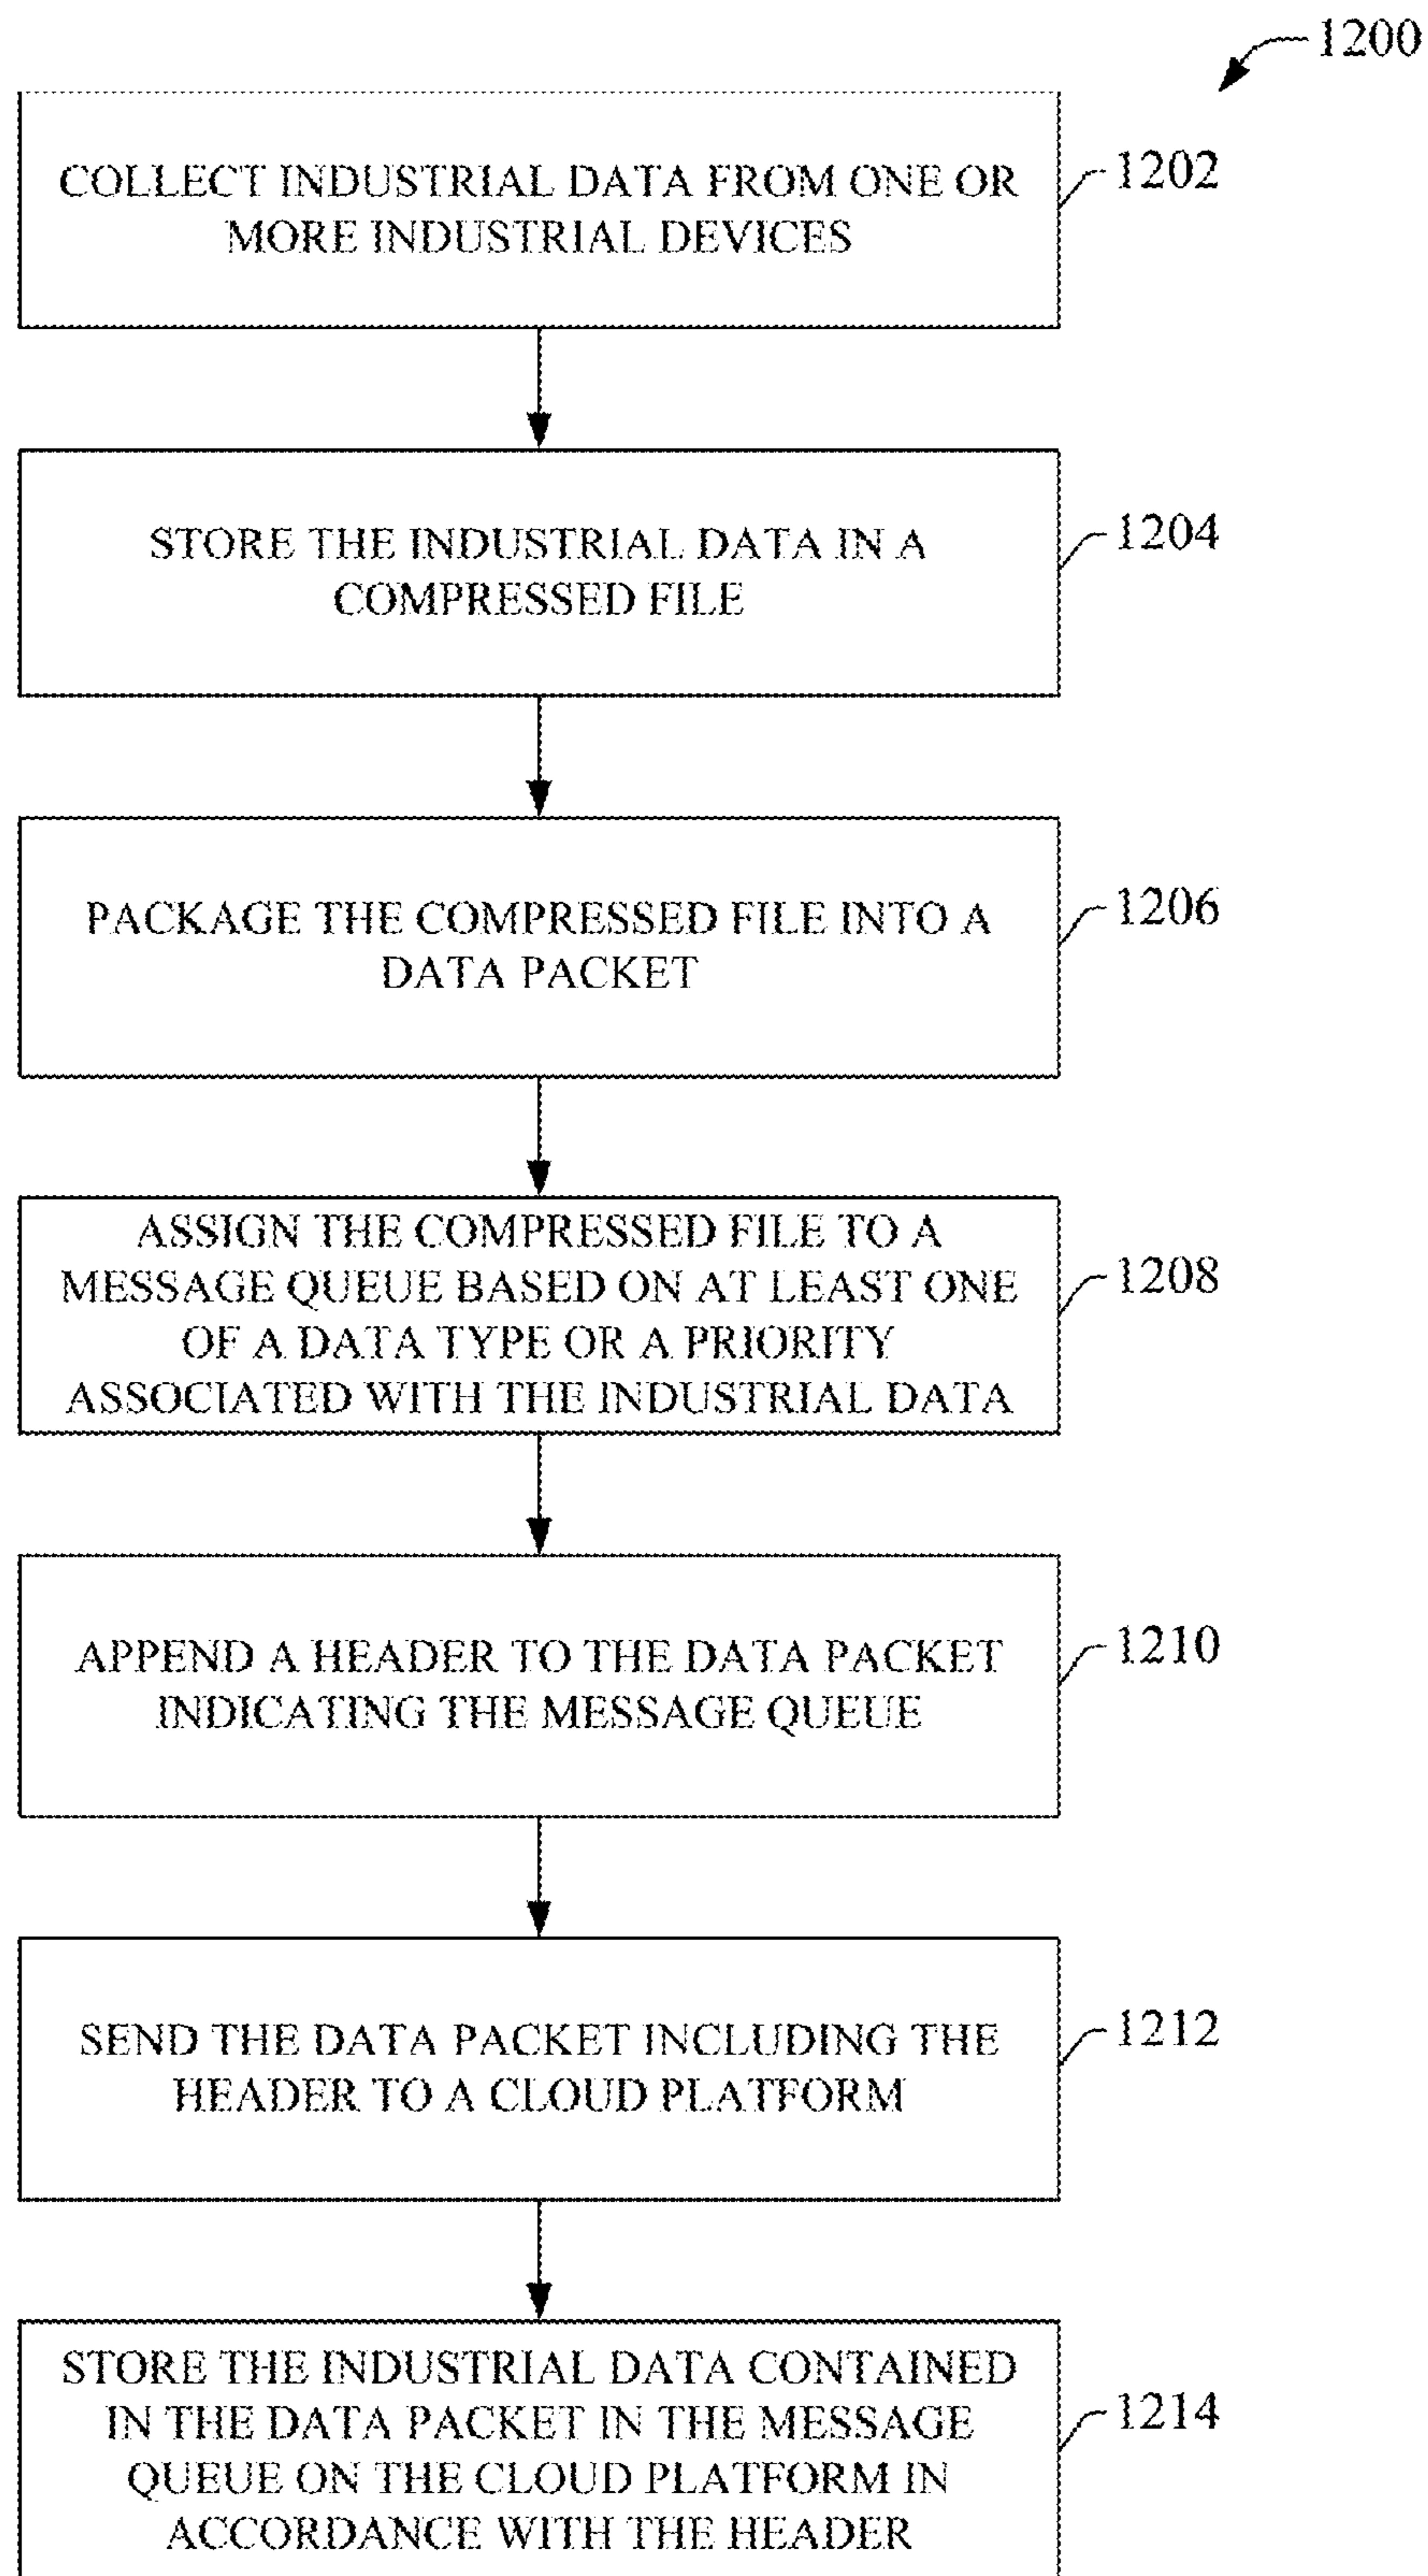 1200
COLLECT INDUSTRIAL DATA FROM ONE OR
MORE INDUSTRIAL DEVICES
1202
STORE THE INDUSTRIAL DATA IN A
COMPRESSED FILE
1204
PACKAGE THE COMPRESSED FILE INTO A
DATA PACKET
1206
ASSIGN THE COMPRESSED FILE TO A
MESSAGE QUEUE BASED ON AT LEAST ONE
OF A DATA TYPE OR A PRIORITY
ASSOCIATED WITH THE INDUSTRIAL DATA
1208
APPEND A HEADER TO THE DATA PACKET
INDICATING THE MESSAGE QUEUE
1210
SEND THE DATA PACKET INCLUDING THE
HEADER TO A CLOUD PLATFORM
1212
STORE THE INDUSTRIAL DATA CONTAINED
IN THE DATA PACKET IN THE MESSAGE
QUEUE ON THE CLOUD PLATFORM IN
ACCORDANCE WITH THE HEADER
1214